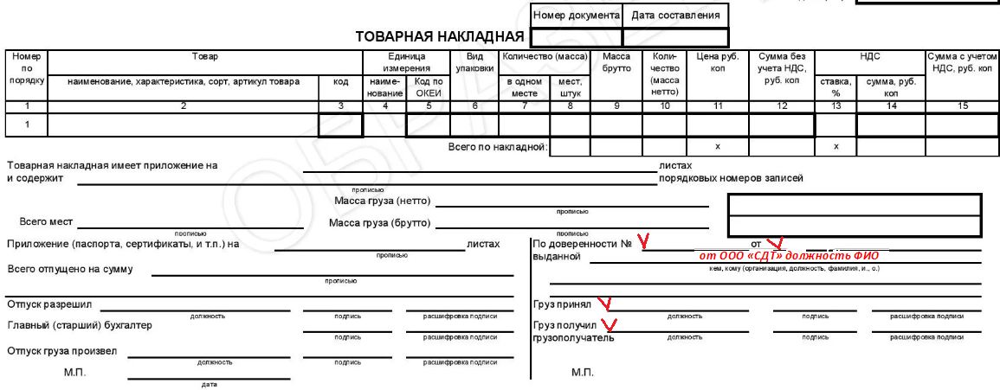 Номер документа Дата составления
ТОВАРНАЯ НАКЛАДНАЯ
Номер по порядку Товар Единица измерения Вид упаковки Количество (масса) Масса брутто Коли-чество (масса нетто) Цена руб. коп Сумма без учета НДС, руб. коп НДС Сумма с учетом НДС, руб. коп
наименование, характеристика, сорт, артикул товара код наиме-нование Код по ОКЕИ в одном месте мест, штук ставка, % сумма, руб. коп
1 2 3 4 5 6 7 8 9 10 11 12 13 14 15
1
Всего по накладной: х х
Товарная накладная имеет приложение на листах
и содержит порядковых номеров записей
прописью
Масса груза (нетто)
прописью
Всего мест Масса груза (брутто)
прописью прописью
Приложение (паспорта, сертификаты, и т.п.) на листах
прописью
Всего отпущено на сумму
прописью
Отпуск разрешил
должность подпись расшифровка подписи
Главный (старший) бухгалтер
подпись расшифровка подписи
Отпуск груза произвел
должность подпись расшифровка подписи
М.П.
дата
По доверенности № от
выданной от ООО «СДТ» должность ФИО
кем, кому (организация, должность, фамилия, и., о.)
Груз принял
должность подпись расшифровка подписи
Груз получил
грузополучатель должность подпись расшифровка подписи
М.П.